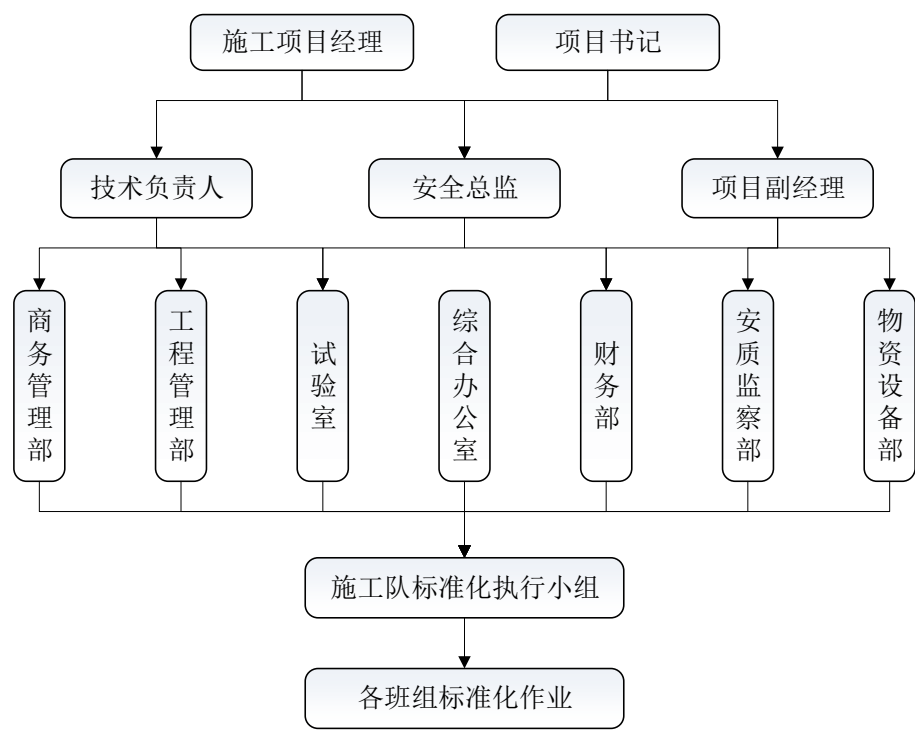 施工项目经理
项目书记
技术负责人
安全总监
项目副经理
商务管理部
工程管理部
试验室
综合办公室
财务部
安质监察部
物资设备部
施工队标准化执行小组
各班组标准化作业